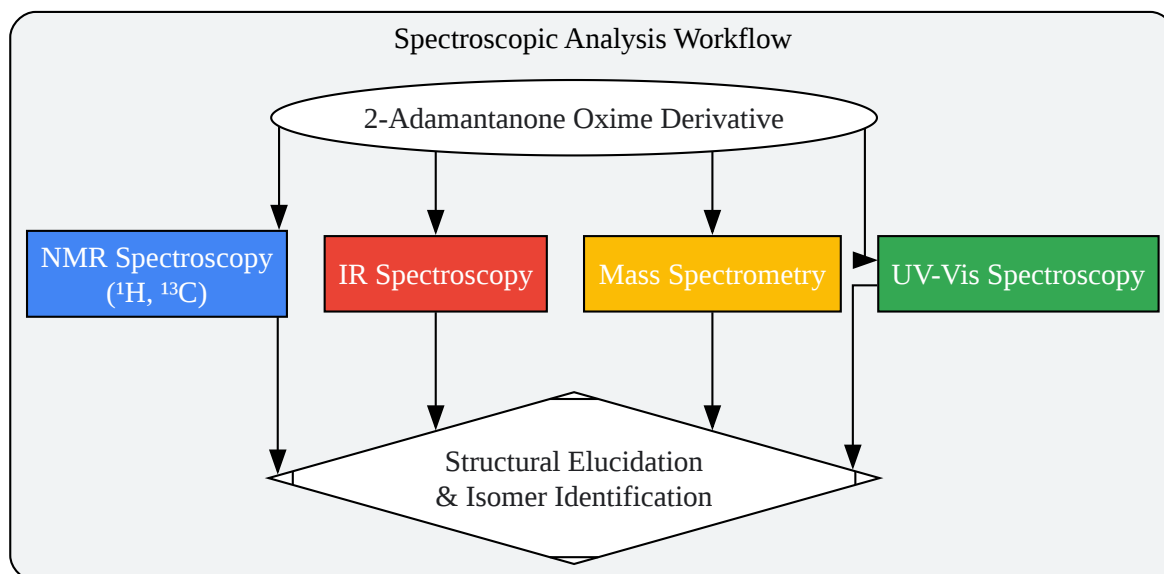 Spectroscopic Analysis Workflow
2-Adamantanone Oxime Derivative
NMR Spectroscopy
(¹H, ¹³C)
IR Spectroscopy
Mass Spectrometry
UV-Vis Spectroscopy
Structural Elucidation
& Isomer Identification